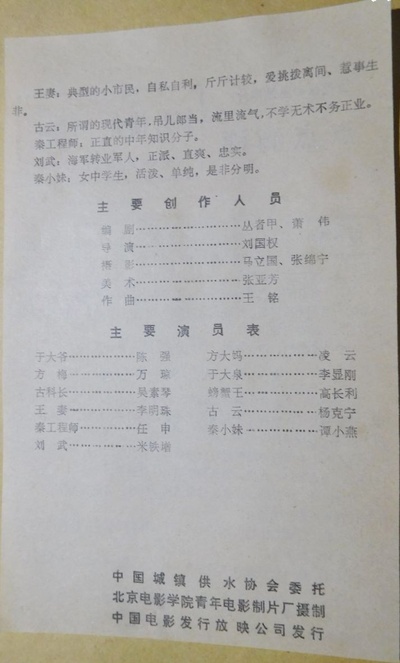 王妻：典型的小市民，自私自利，斤斤计较，爱挑拨离间、惹事生
非。
古云：所谓的现代青年，吊儿郎当，流里流气，不学无术不务正业。
秦工程师：正直的中年知识分子。
刘武：海军转业军人，正派、直爽、忠实。
秦小妹：女中学生，活泼、单纯，是非分明。
主要创作人员
编剧………………丛者甲、雷伟
导演………………刘国权
摄影………………马立国、张锡宁
美术………………张亚芳
作曲………………王铭
主要演员表
于大爷………………陈强 方大妈………………凌云
方梅………………万琼 于大泉………………李显刚
古科长………………吴素琴 螃蟹王………………高长利
王妻………………李明珠 古云………………杨克宁
秦工程师………………任申 秦小妹………………谭小燕
刘武………………米铁增
中国城镇供水协会委托
北京电影学院青年电影制片厂摄制
中国电影发行放映公司发行